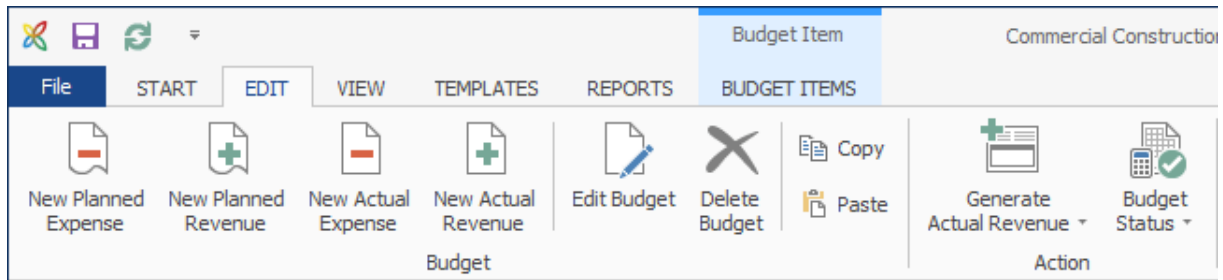 Budget Item
Commercial Construction
File START EDIT VIEW TEMPLATES REPORTS BUDGET ITEMS
New Planned Expense
New Planned Revenue
New Actual Expense
New Actual Revenue
Edit Budget
Delete Budget
Copy
Paste
Generate Actual Revenue
Budget Status
Budget
Action